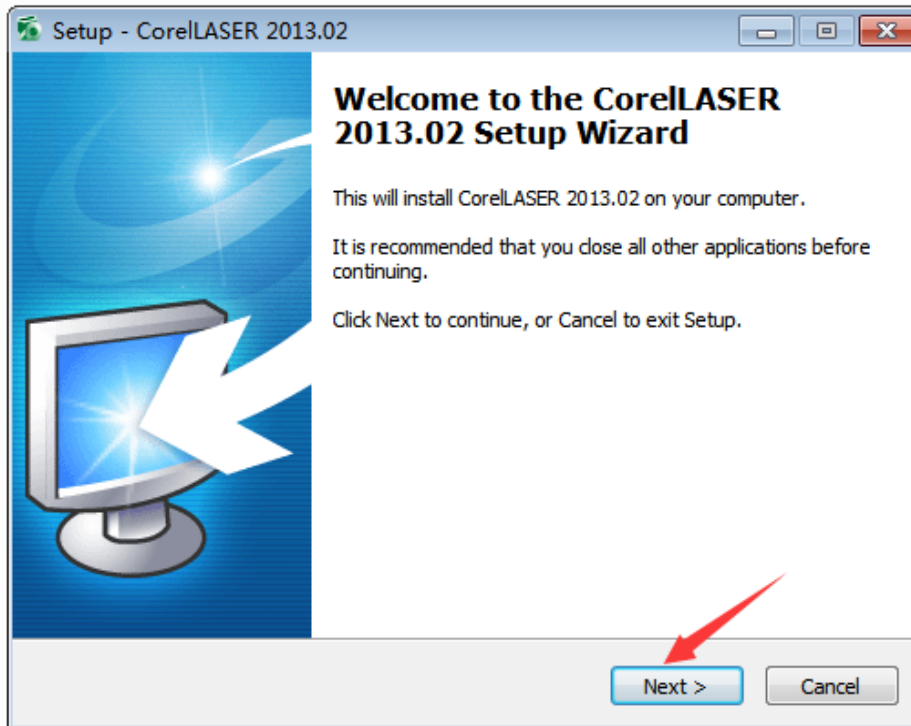 Setup - CorelLASER 2013.02
Welcome to the CorelLASER
2013.02 Setup Wizard
This will install CorelLASER 2013.02 on your computer.
It is recommended that you close all other applications before
continuing.
Click Next to continue, or Cancel to exit Setup.
Next >
Cancel